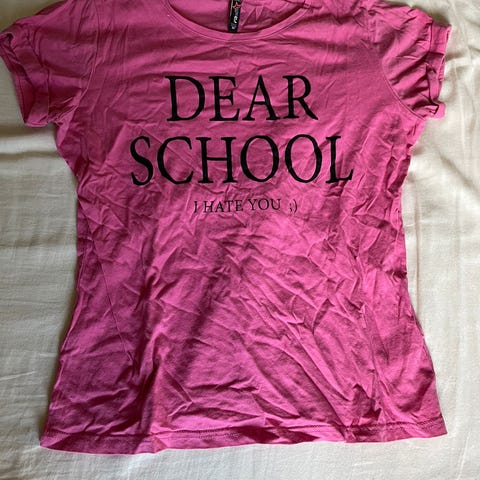 DEAR
SCHOOL
I HATE YOU ;)